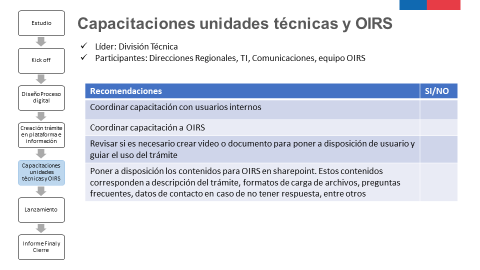 Capacitaciones unidades técnicas y OIRS
Estudio
Kick off
Diseño Proceso
digital
Creación trámite
en plataforma e
Información
Capacitaciones
unidades
técnicas y OIRS
Lanzamiento
Informe Final y
Cierre
✓ Líder: División Técnica
✓ Participantes: Direcciones Regionales, TI, Comunicaciones, equipo OIRS
Recomendaciones SI/NO
Coordinar capacitación con usuarios internos
Coordinar capacitación a OIRS
Revisar si es necesario crear video o documento para poner a disposición de usuario y
guiar el uso del trámite
Poner a disposición los contenidos para OIRS en sharepoint. Estos contenidos
corresponden a descripción del trámite, formatos de carga de archivos, preguntas
frecuentes, datos de contacto en caso de no tener respuesta, entre otros